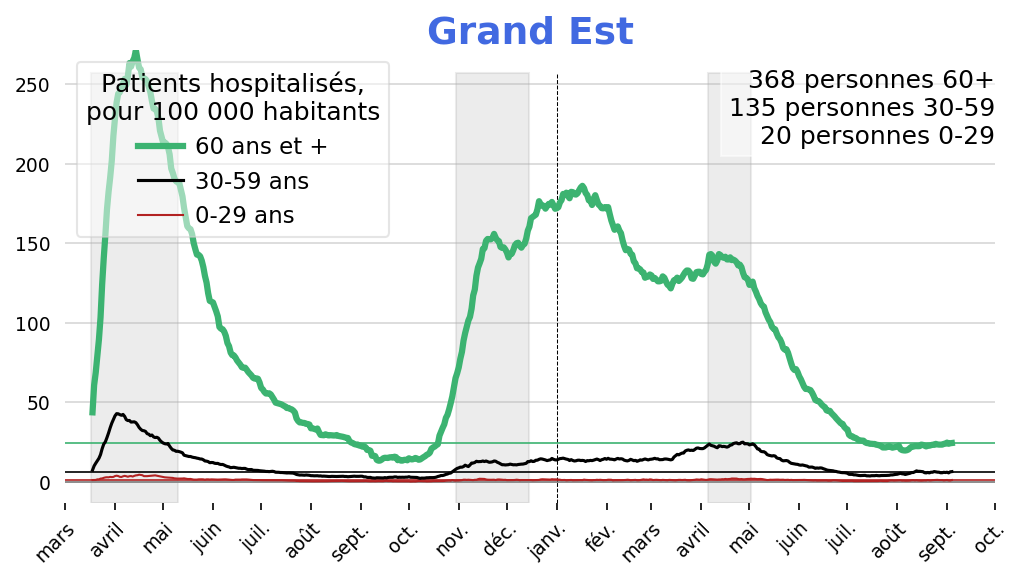 Grand Est
Patients hospitalisés,
pour 100 000 habitants
60 ans et +
30-59 ans
0-29 ans
368 personnes 60+
135 personnes 30-59
20 personnes 0-29
250
200
150
100
50
0
mars
avril
mai
juin
juil.
août
sept.
oct.
nov.
déc.
janv.
fév.
mars
avril
mai
juin
juil.
août
sept.
oct.